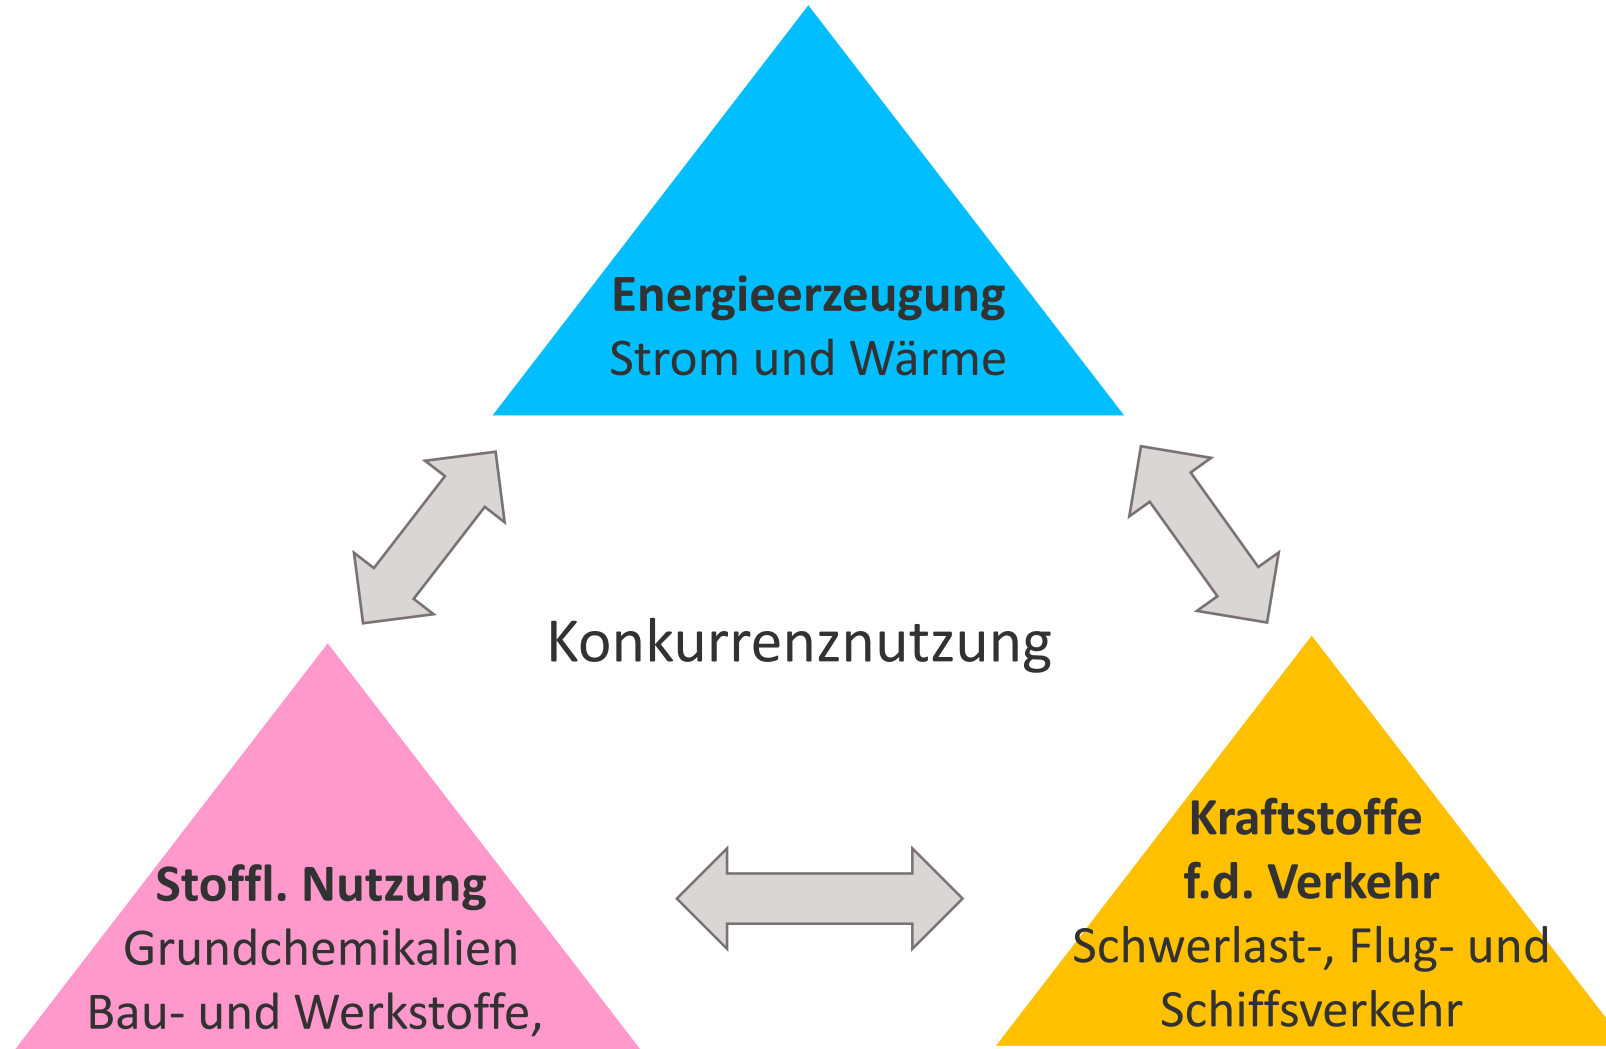 Energieerzeugung
Strom und Wärme
Konkurrenznutzung
Stoffl. Nutzung
Grundchemikalien
Bau- und Werkstoffe,
Kraftstoffe
f.d. Verkehr
Schwerlast-, Flug- und
Schiffsverkehr